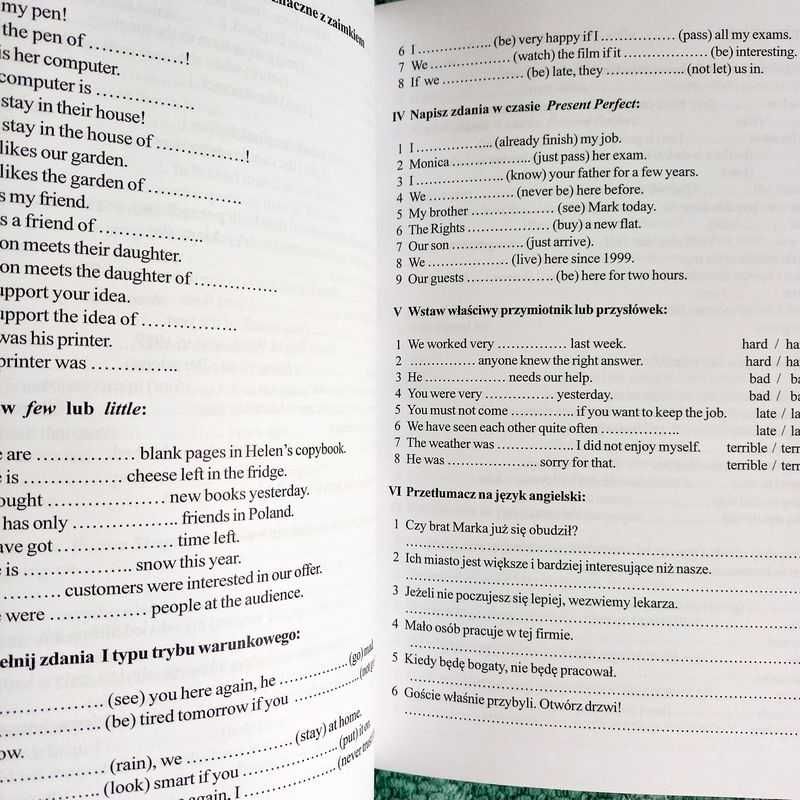 znaczne z zaimkiem
my pen!
the pen of ……………!
is her computer.
computer is ………………
stay in their house!
stay in the house of ……………!
likes our garden.
likes the garden of ……………
my friend.
a friend of ………………
meets their daughter.
meets the daughter of ……………
support your idea.
support the idea of ………………
was his printer.
printer was ……………
few lub little:
are …………… blank pages in Helen's copybook.
is …………… cheese left in the fridge.
………………… new books yesterday.
has only ……………… friends in Poland.
got ……………… time left.
is ……………… snow this year.
………… customers were interested in our offer.
were …………… people at the audience.
zdania I typu trybu warunkowego:
……………… (see) you here again, he …………… (go) mad.
……………… (be) tired tomorrow if you ……………
……………… (rain), we ……………… (stay) at home.
……………… (look) smart if you ……………… (put) it on.
again, I ……………… (never
6 I ……………… (be) very happy if I …………… (pass) all my exams.
7 We ……………… (watch) the film if it ……………… (be) interesting.
8 If we ……………… (be) late, they ……………… (not let) us in.
IV Napisz zdania w czasie Present Perfect:
1 I ……………… (already finish) my job.
2 Monica ……………… (just pass) her exam.
3 I ………………… (know) your father for a few years.
4 We ………………… (never be) here before.
5 My brother ………………… (see) Mark today.
6 The Rights ………………… (buy) a new flat.
7 Our son ……………… (just arrive).
8 We ………………… (live) here since 1999.
9 Our guests ………………… (be) here for two hours.
V Wstaw właściwy przymiotnik lub przysłówek:
1 We worked very …………… last week. hard / ha
2 …………… anyone knew the right answer. hard / ha
3 He ……………… needs our help. bad / ba
4 You were very …………… yesterday. bad / b
5 You must not come …………… if you want to keep the job. late / la
6 We have seen each other quite often ……………… late / la
7 The weather was ……………… I did not enjoy myself. terrible / terr
8 He was ………………… sorry for that. terrible / terr
VI Przetłumacz na język angielski:
1 Czy brat Marka już się obudził?
2 Ich miasto jest większe i bardziej interesujące niż nasze.
3 Jeżeli nie poczujesz się lepiej, wezwiemy lekarza.
4 Mało osób pracuje w tej firmie.
5 Kiedy będę bogaty, nie będę pracował.
6 Goście właśnie przybyli. Otwórz drzwi!